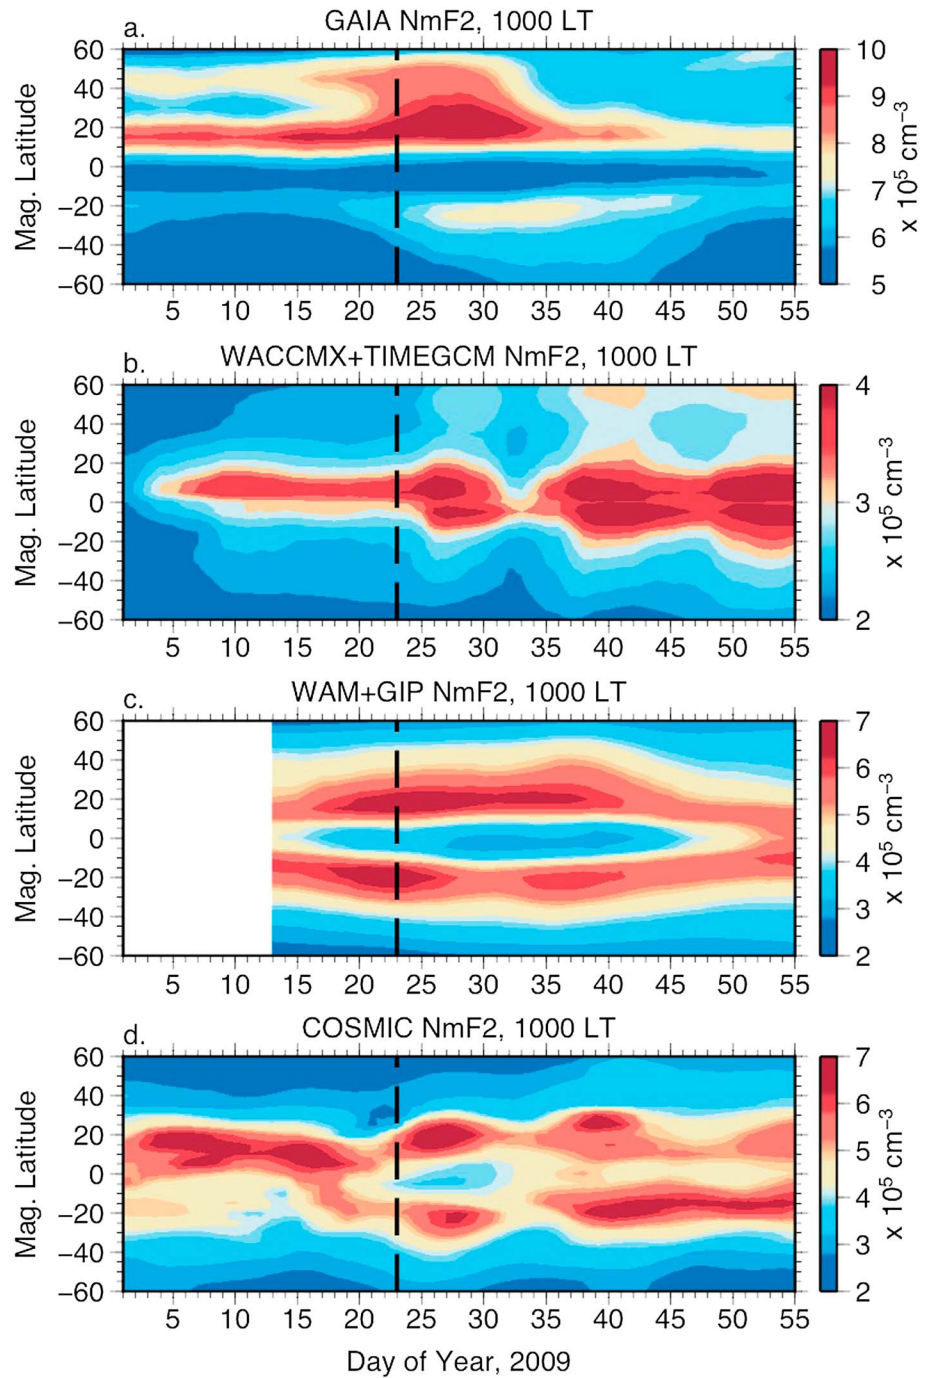 a.
GAIA NmF2, 1000 LT
60
40
20
0
−20
−40
−60
Mag. Latitude
5 10 15 20 25 30 35 40 45 50 55
10
9
8
7
6
5
x 10⁵ cm⁻³
b.
WACCMX+TIMEGCM NmF2, 1000 LT
60
40
20
0
−20
−40
−60
Mag. Latitude
5 10 15 20 25 30 35 40 45 50 55
4
3
2
x 10⁵ cm⁻³
c.
WAM+GIP NmF2, 1000 LT
60
40
20
0
−20
−40
−60
Mag. Latitude
5 10 15 20 25 30 35 40 45 50 55
7
6
5
4
3
2
x 10⁵ cm⁻³
d.
COSMIC NmF2, 1000 LT
60
40
20
0
−20
−40
−60
Mag. Latitude
5 10 15 20 25 30 35 40 45 50 55
7
6
5
4
3
2
x 10⁵ cm⁻³
Day of Year, 2009